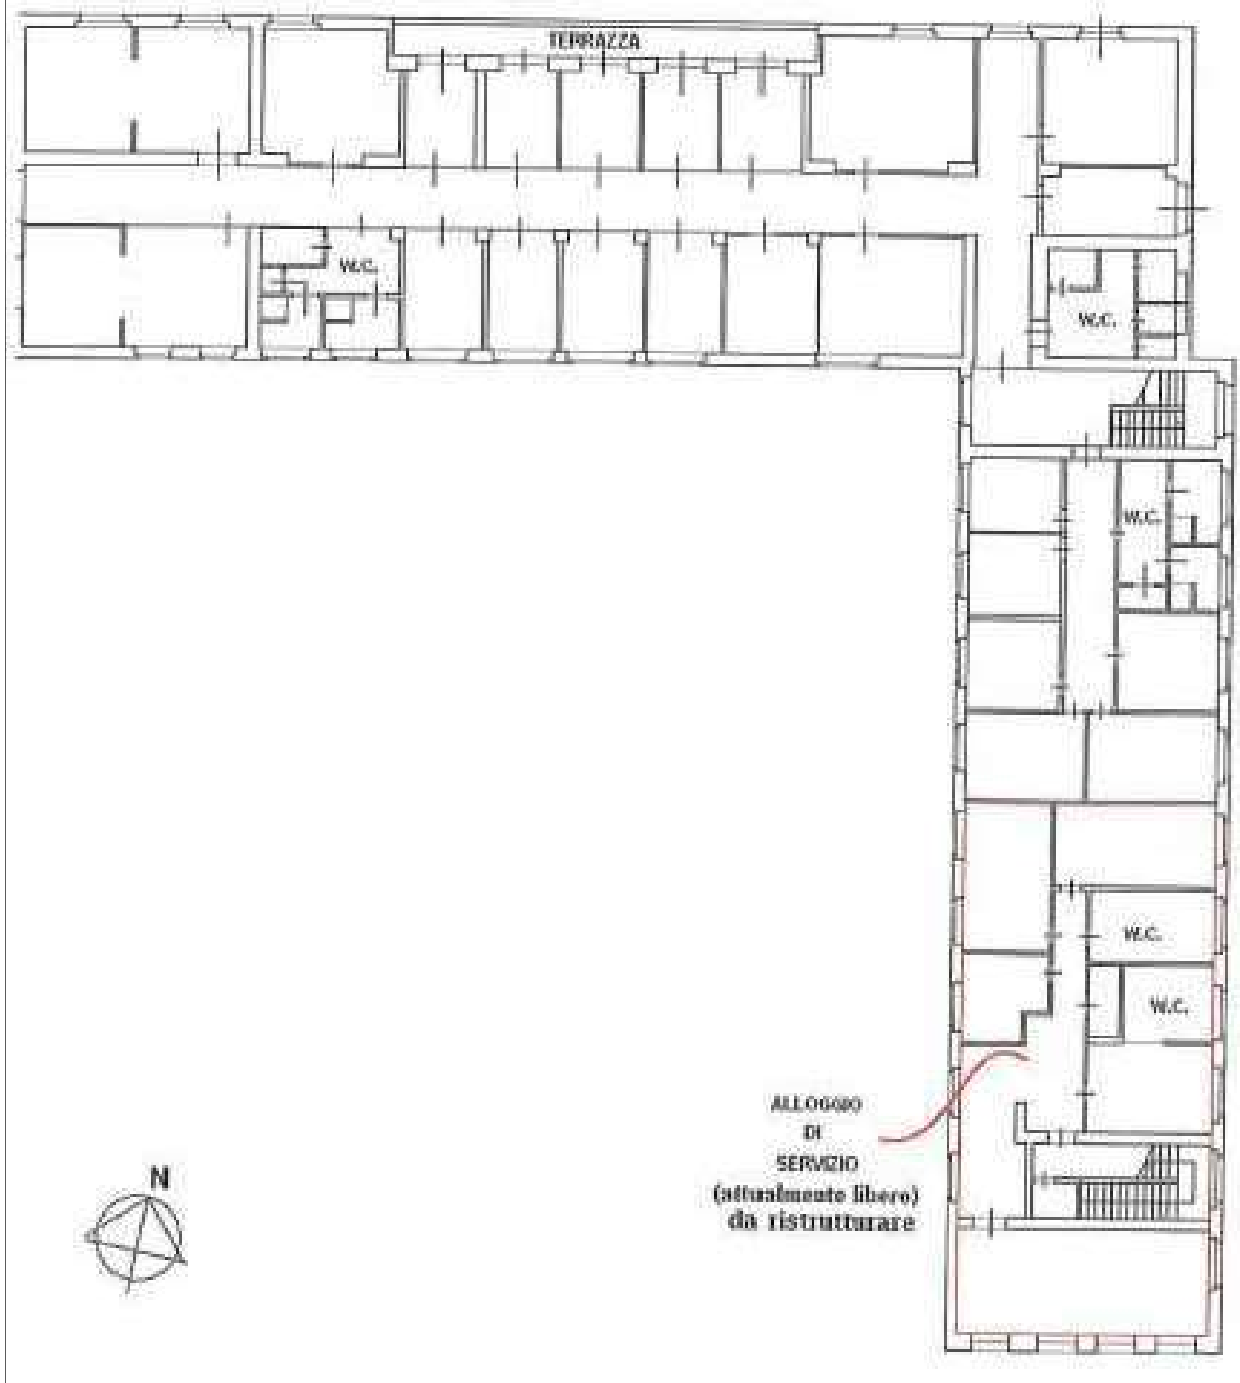 TERRAZZA
W.C.
W.C.
W.C.
W.C.
W.C.
ALLOGGIO
DI
SERVIZIO
(attualmente libero)
da ristrutturare
N